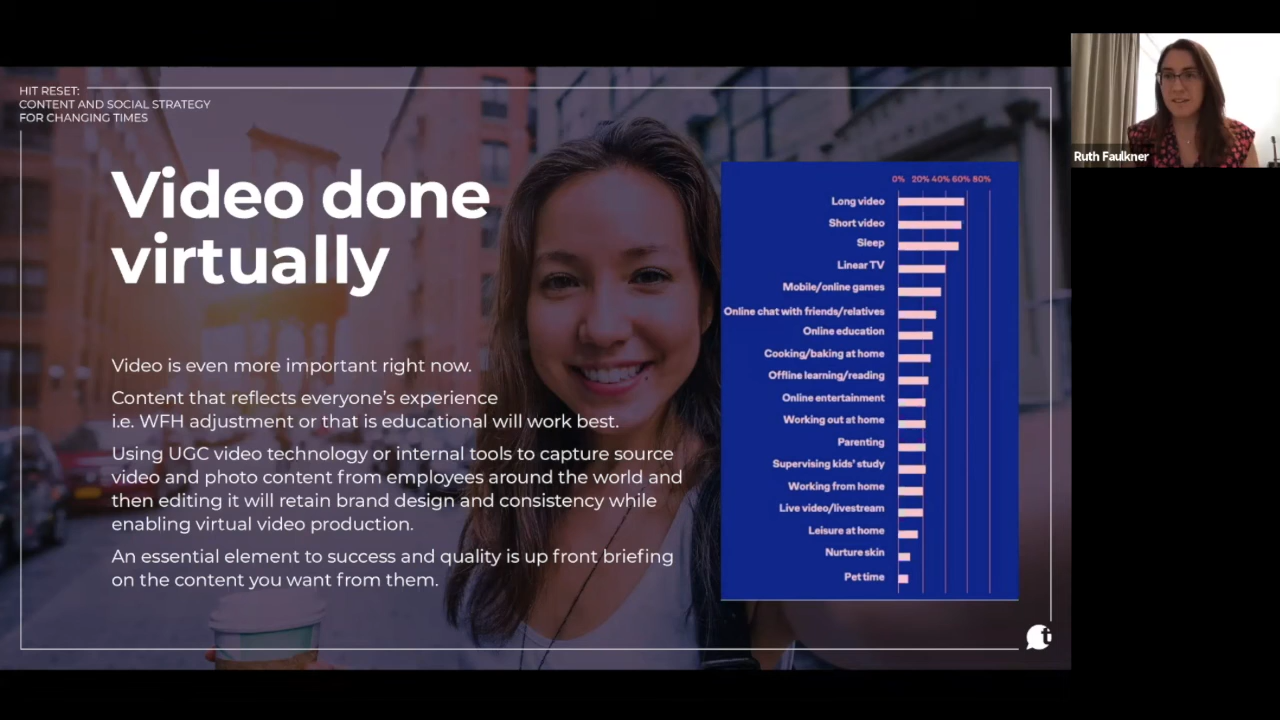 HIT RESET:
CONTENT AND SOCIAL STRATEGY
FOR CHANGING TIMES
Video done
virtually
Video is even more important right now.
Content that reflects everyone’s experience
i.e. WFH adjustment or that is educational will work best.
Using UGC video technology or internal tools to capture source
video and photo content from employees around the world and
then editing it will retain brand design and consistency while
enabling virtual video production.
An essential element to success and quality is up front briefing
on the content you want from them.
0% 20% 40% 60% 80%
Long video
Short video
Sleep
Linear TV
Mobile/online games
Online chat with friends/relatives
Online education
Cooking/baking at home
Offline learning/reading
Online entertainment
Working out at home
Parenting
Supervising kids’ study
Working from home
Live video/livestream
Leisure at home
Nurture skin
Pet time
t
Ruth Faulkner